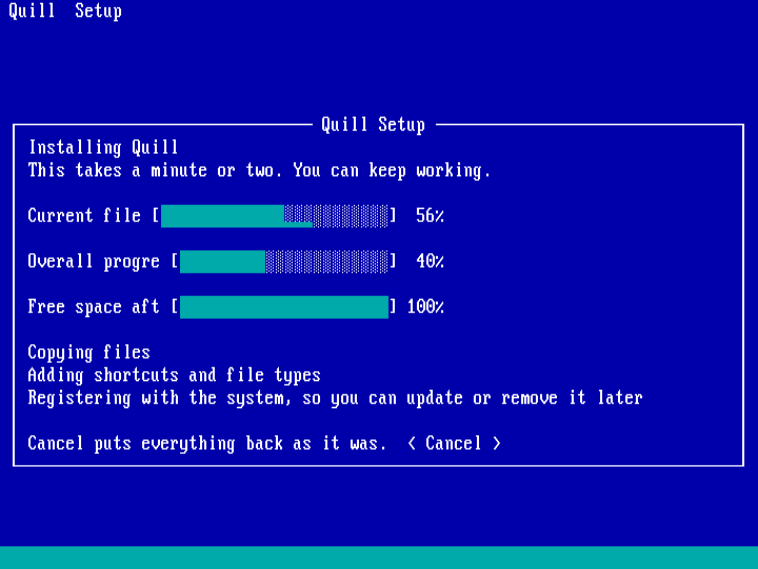 Quill  Setup
Quill Setup
Installing Quill
This takes a minute or two. You can keep working.
Current file [] 56%
Overall progre [] 40%
Free space aft [] 100%
Copying files
Adding shortcuts and file types
Registering with the system, so you can update or remove it later
Cancel puts everything back as it was.  < Cancel >